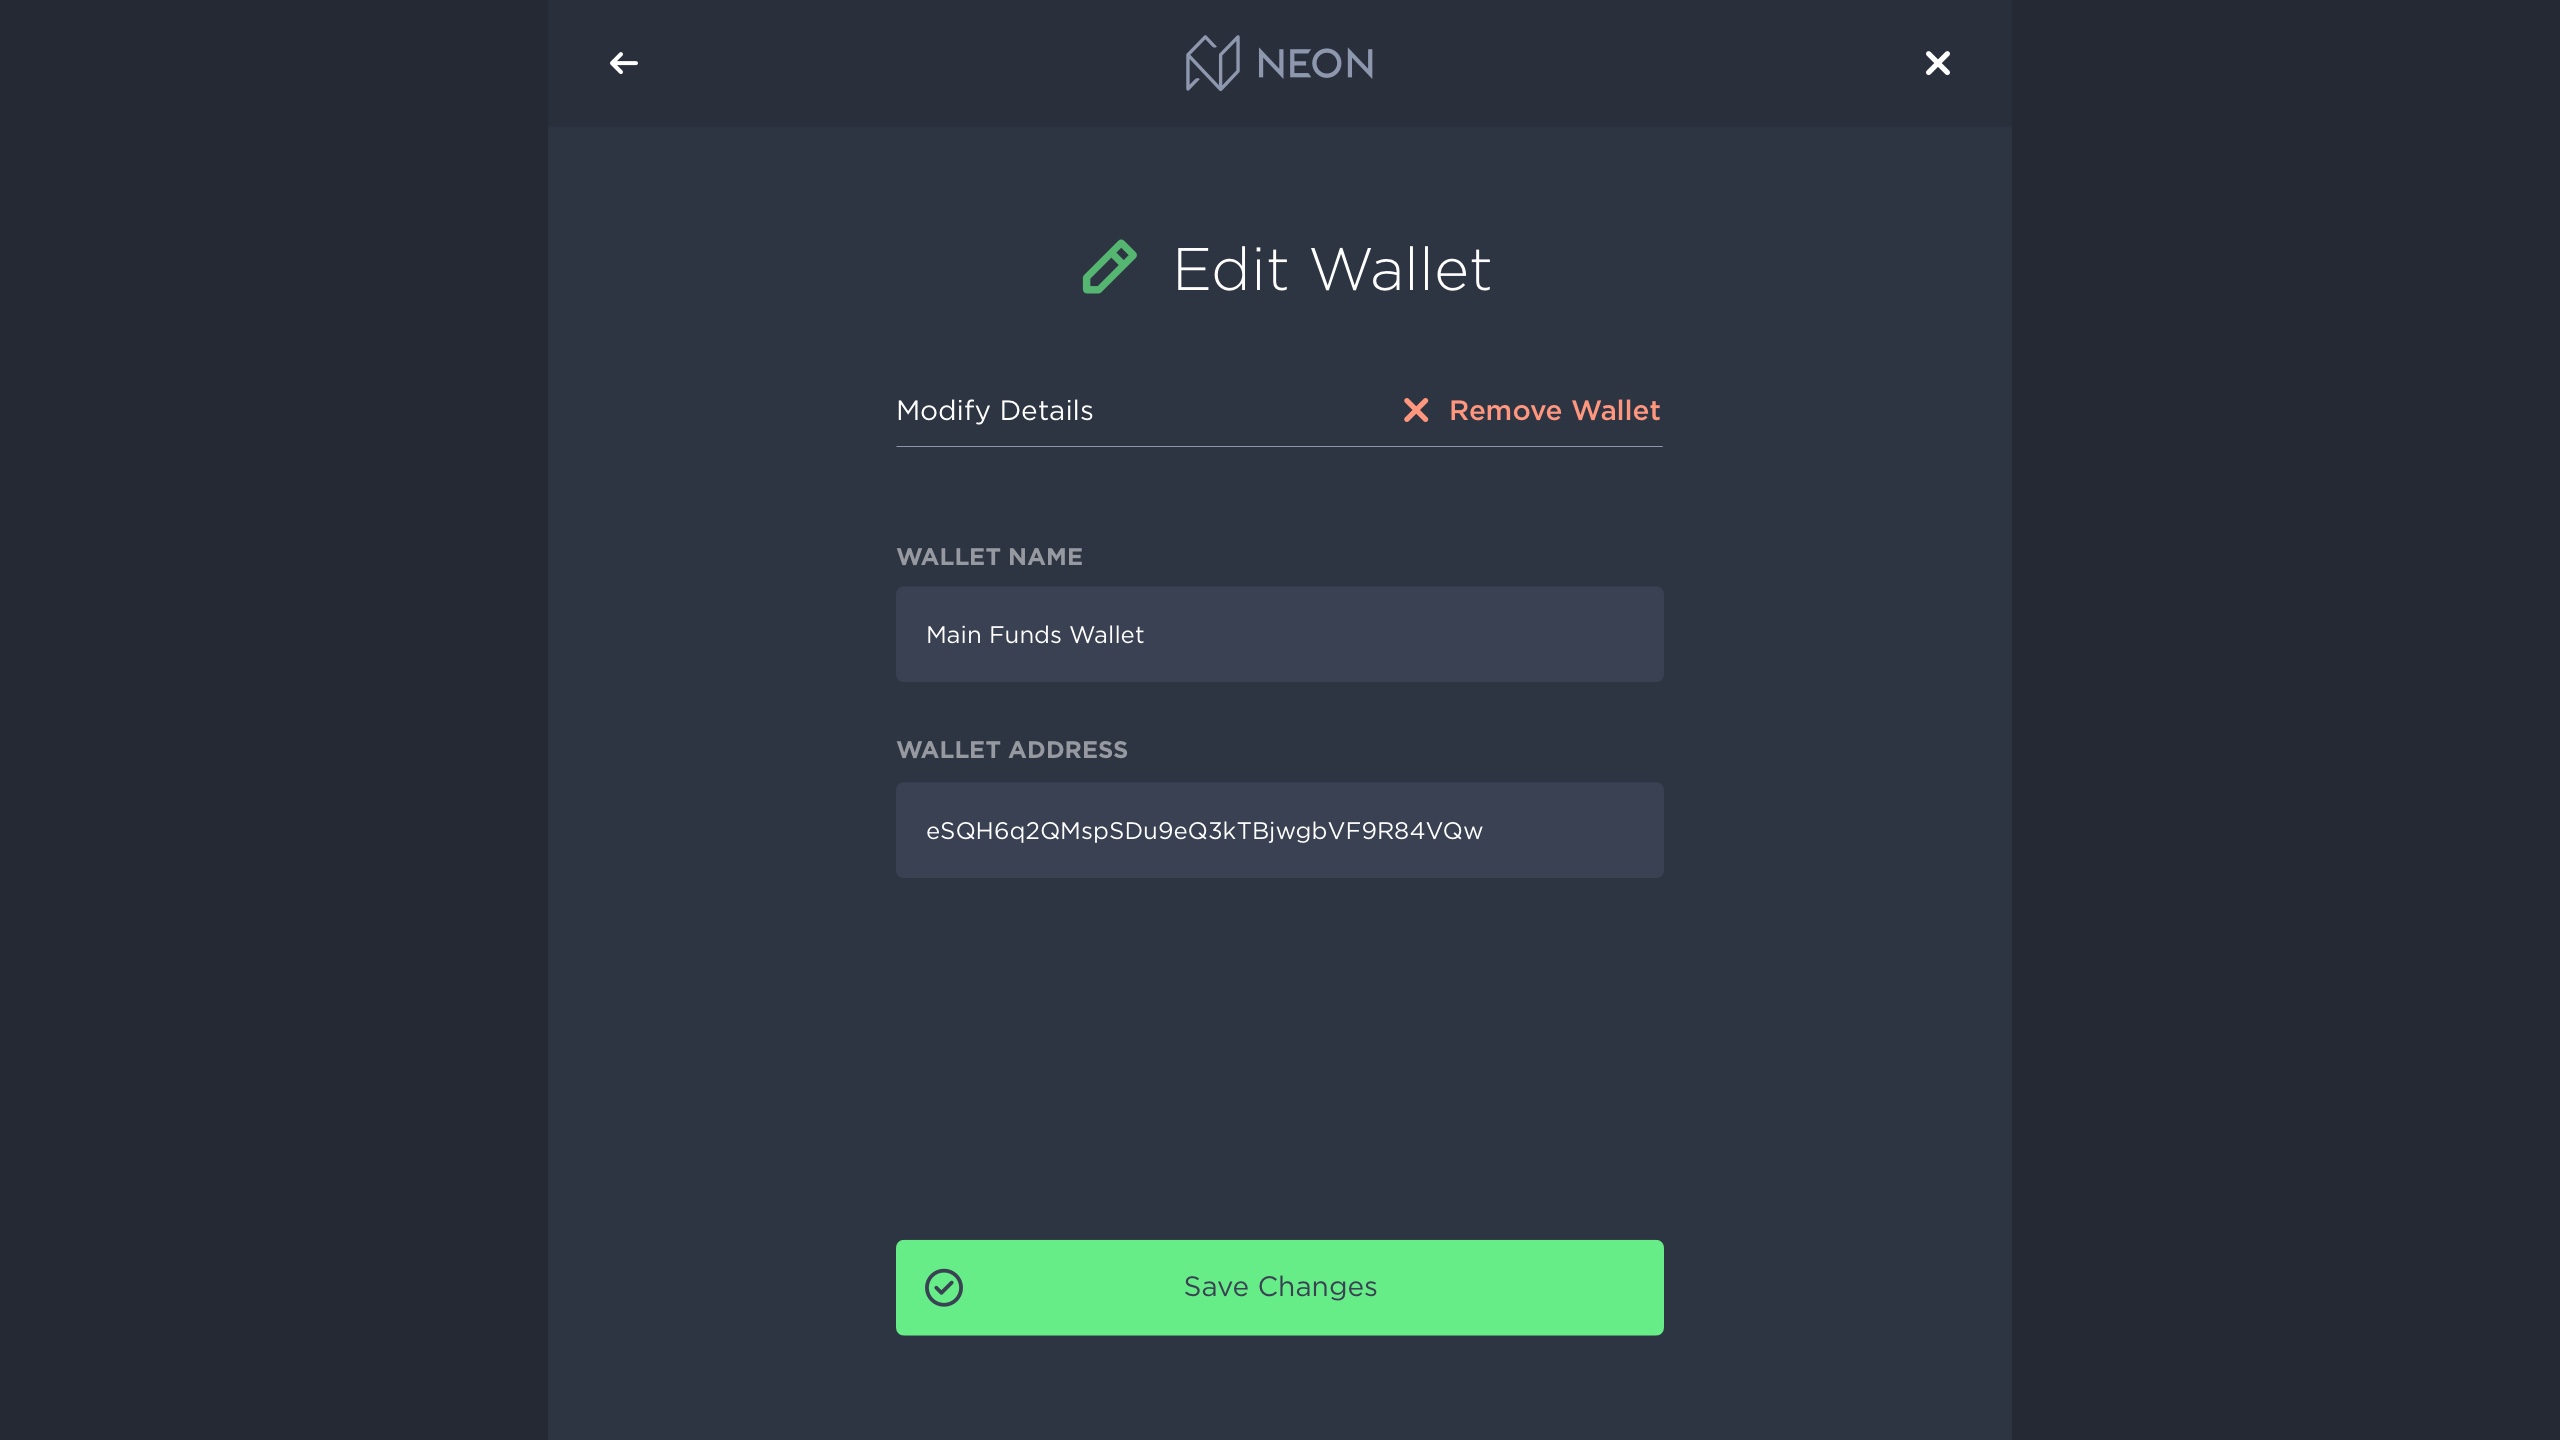 NEON
Edit Wallet
Modify Details
Remove Wallet
WALLET NAME
Main Funds Wallet
WALLET ADDRESS
eSQH6q2QMspSDu9eQ3kTBjwgbVF9R84VQw
Save Changes